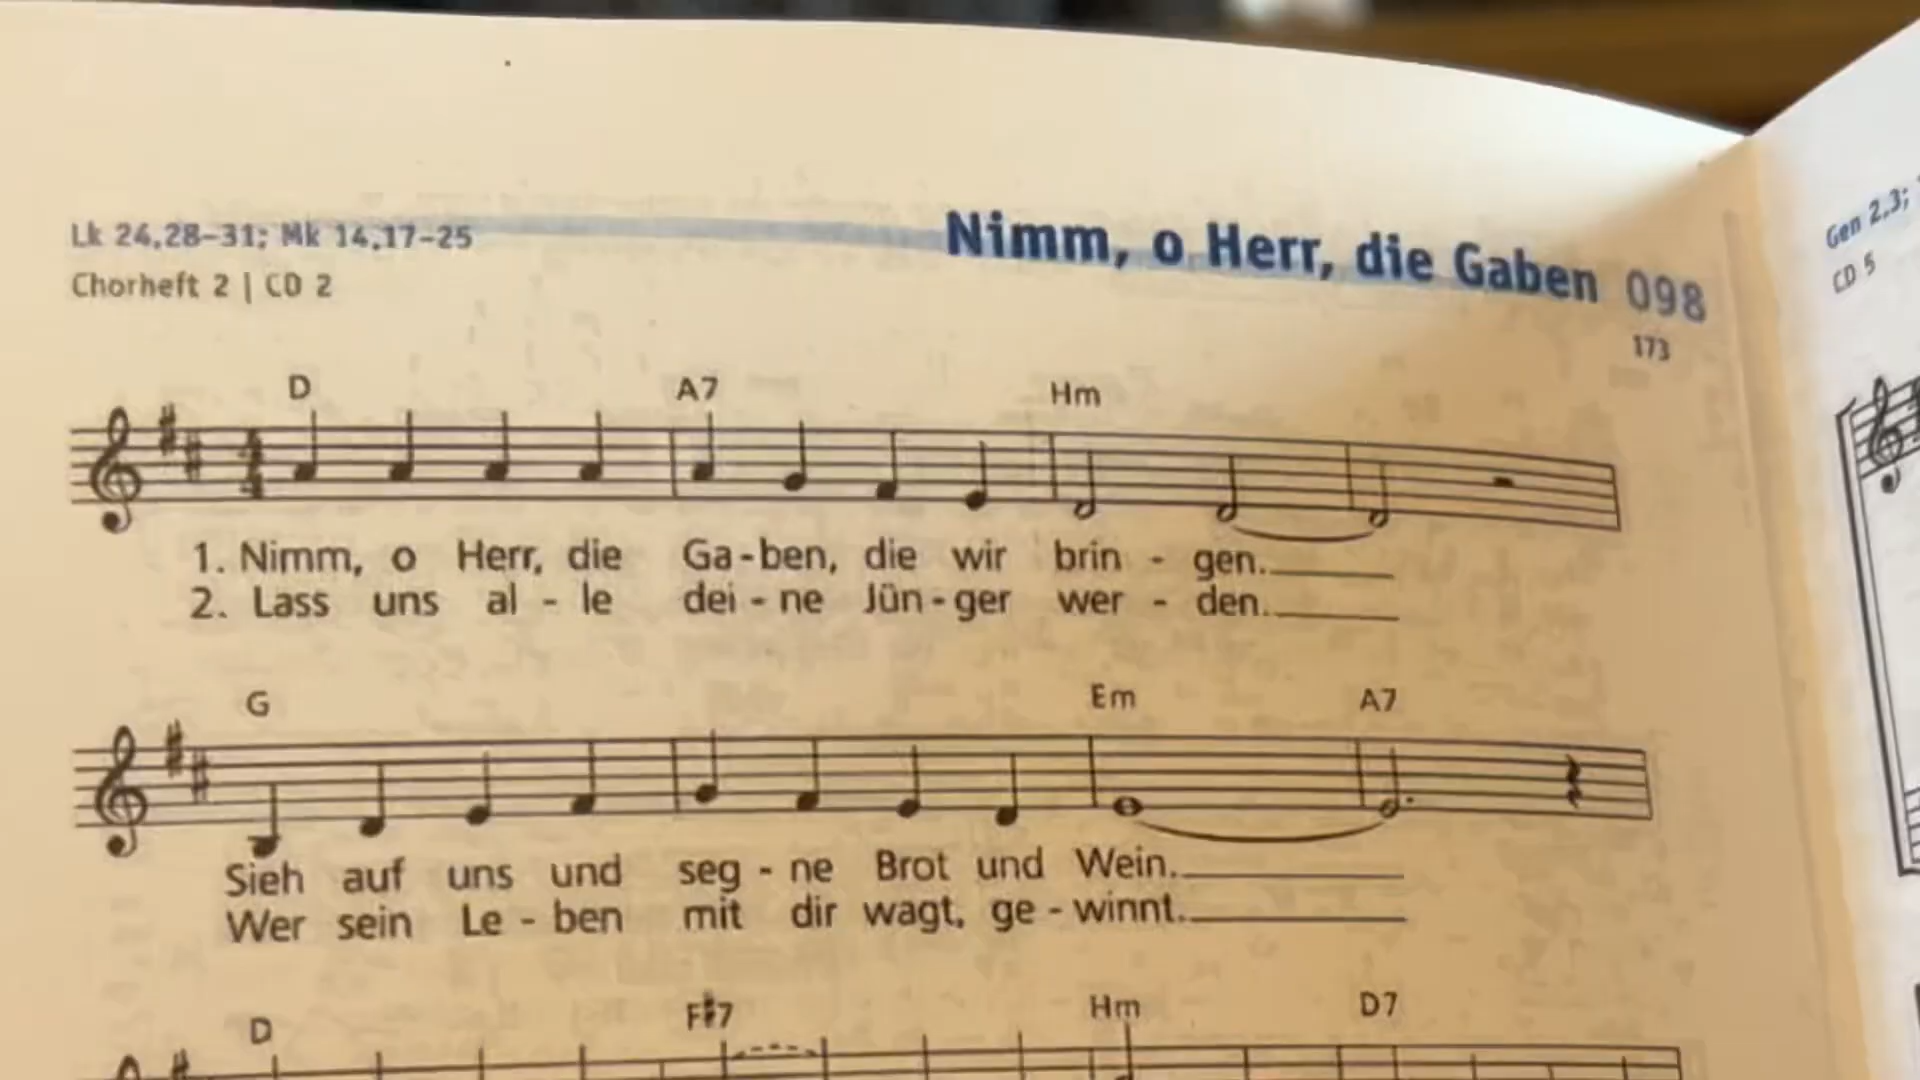 Lk 24,28–31; Mk 14,17–25
Nimm, o Herr, die Gaben 098
Chorheft 2 | CD 2
173
D A7 Hm
1. Nimm, o Herr, die Ga - ben, die wir brin - gen.
2. Lass uns al - le dei - ne Jün - ger wer - den.
G Em A7
Sieh auf uns und seg - ne Brot und Wein.
Wer sein Le - ben mit dir wagt, ge - winnt.
D F#7 Hm D7
Gen 2,3;
CD 5